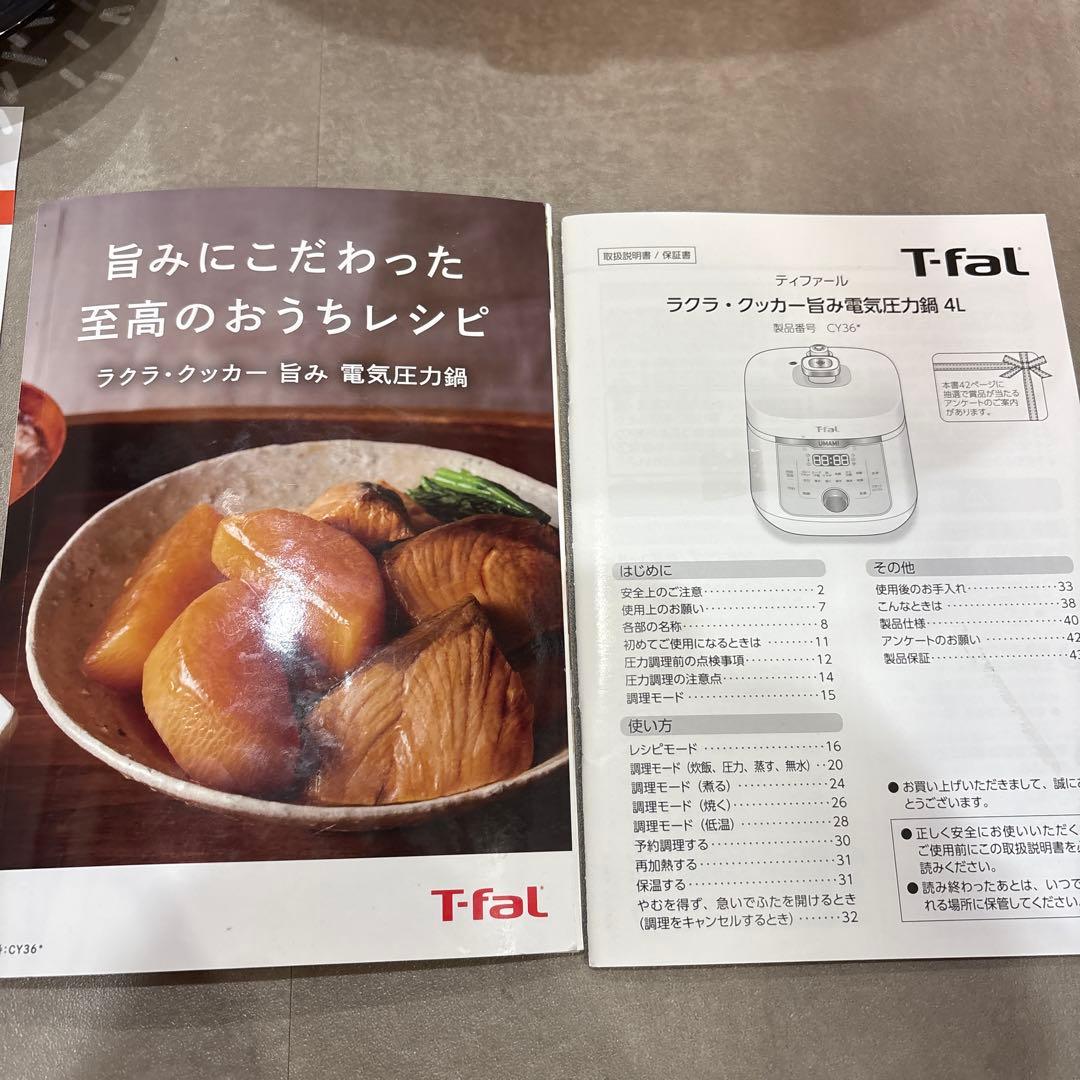 旨みにこだわった
至高のおうちレシピ
ラクラ・クッカー 旨み 電気圧力鍋
T-fal
:CY36*
取扱説明書 / 保証書
T-fal
ティファール
ラクラ・クッカー旨み電気圧力鍋 4L
製品番号 CY36*
本書42ページに
抽選で賞品が当たる
アンケートのご案内
があります。
T-fal
UMAMI
はじめに
安全上のご注意 2
使用上のお願い 7
各部の名称 8
初めてご使用になるときは 11
圧力調理前の点検事項 12
圧力調理の注意点 14
調理モード 15
使い方
レシピモード 16
調理モード（炊飯、圧力、蒸す、無水） 20
調理モード（煮る） 24
調理モード（焼く） 26
調理モード（低温） 28
予約調理する 30
再加熱する 31
保温する 31
やむを得ず、急いでふたを開けるとき
（調理をキャンセルするとき） 32
その他
使用後のお手入れ 33
こんなときは 38
製品仕様 40
アンケートのお願い 42
製品保証 43
● お買い上げいただきまして、誠に
とうございます。
● 正しく安全にお使いいただく
ご使用前にこの取扱説明書を
読みください。
● 読み終わったあとは、いつで
れる場所に保管してください